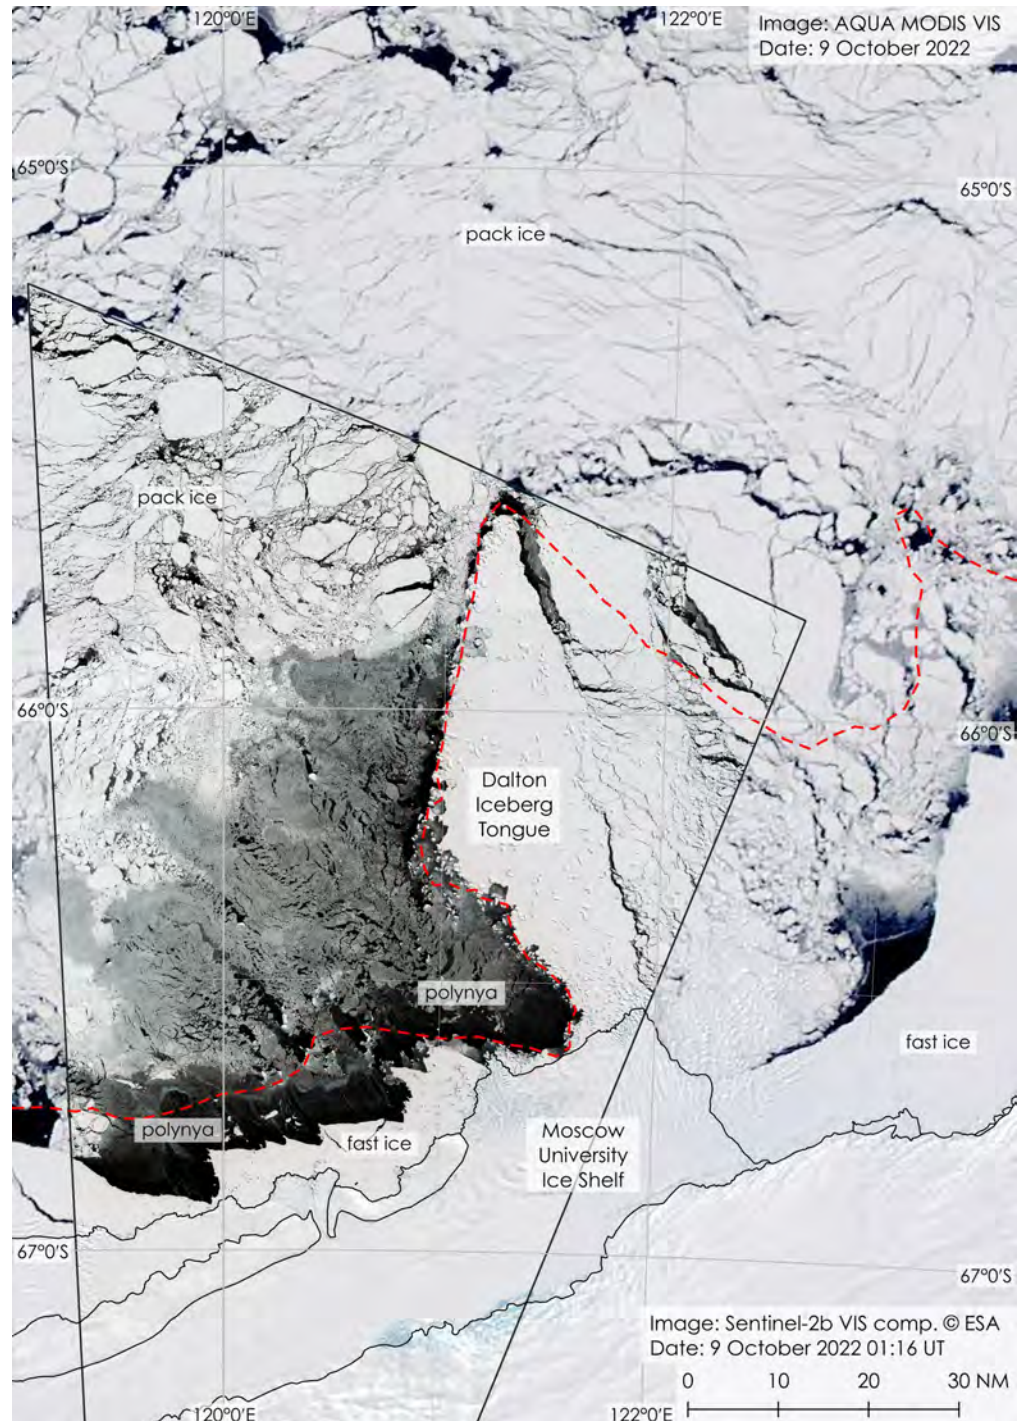 120°0'E
122°0'E
Image: AQUA MODIS VIS
Date: 9 October 2022
65°0'S
65°0'S
pack ice
pack ice
66°0'S
66°0'S
Dalton
Iceberg
Tongue
polynya
fast ice
polynya
fast ice
Moscow
University
Ice Shelf
67°0'S
67°0'S
Image: Sentinel-2b VIS comp. © ESA
Date: 9 October 2022 01:16 UT
0 10 20 30 NM
120°0'E
122°0'E